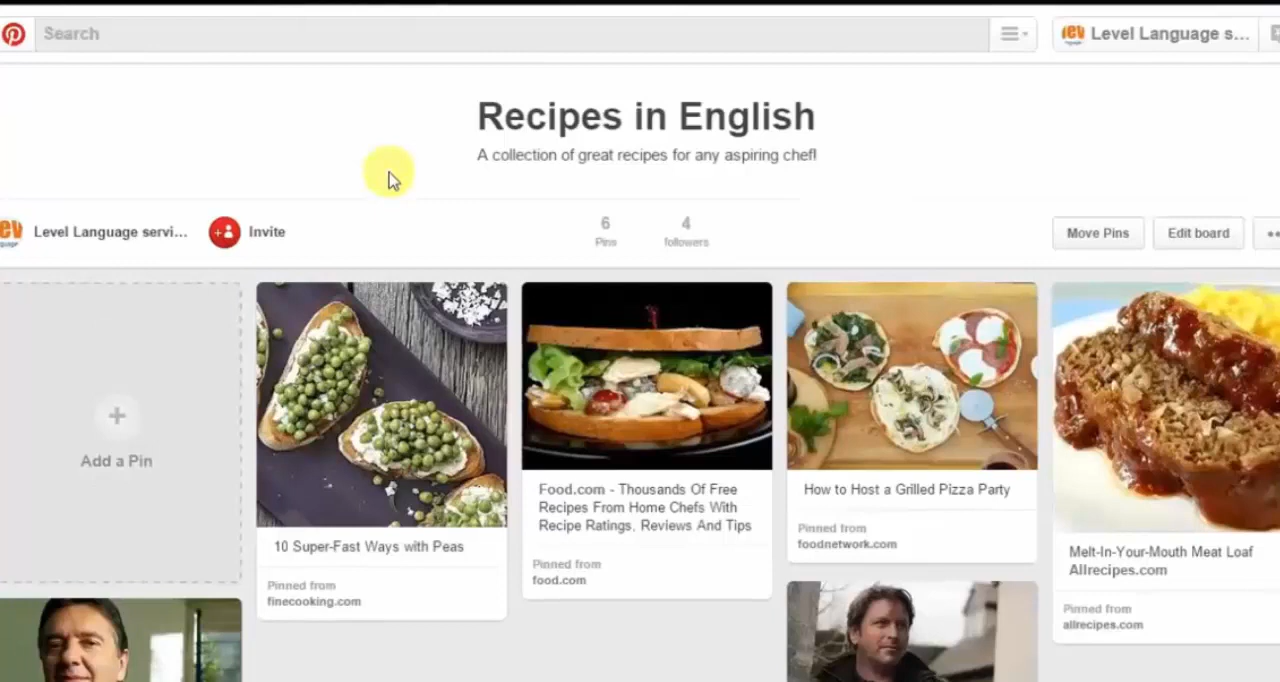 Search
Level Language s...
Recipes in English
A collection of great recipes for any aspiring chef!
Level Language servi...
Invite
6
Pins
4
followers
Move Pins
Edit board
Add a Pin
10 Super-Fast Ways with Peas
Pinned from
finecooking.com
Food.com - Thousands Of Free
Recipes From Home Chefs With
Recipe Ratings, Reviews And Tips
Pinned from
food.com
How to Host a Grilled Pizza Party
Pinned from
foodnetwork.com
Melt-In-Your-Mouth Meat Loaf
Allrecipes.com
Pinned from
allrecipes.com